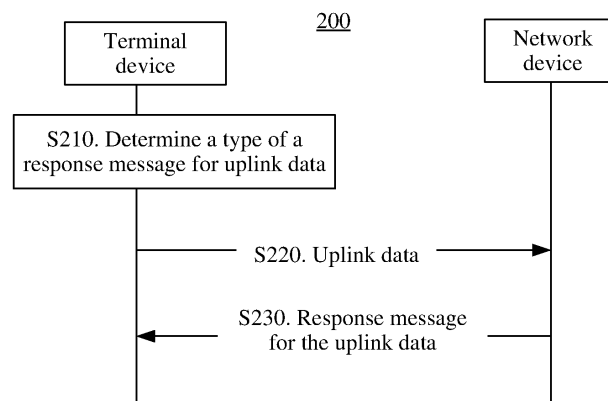 200
Terminal
device
Network
device
S210. Determine a type of a
response message for uplink data
S220. Uplink data
S230. Response message
for the uplink data